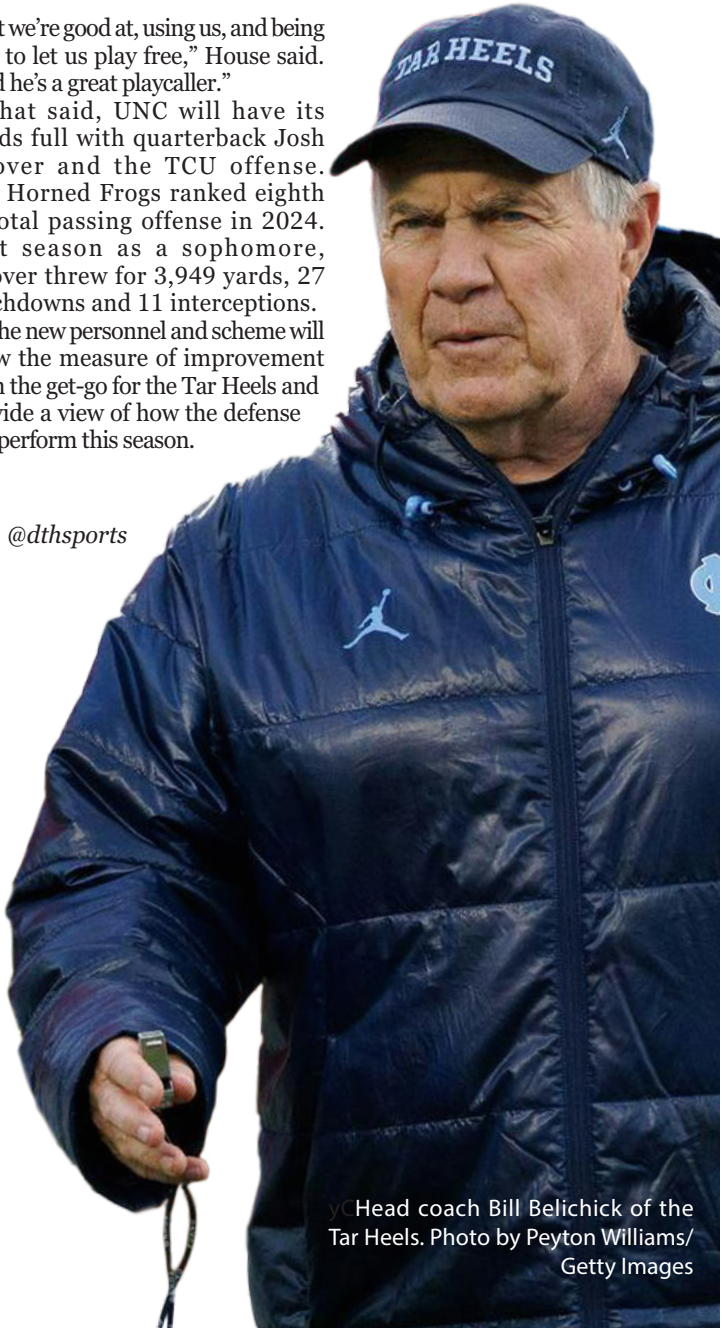 t we're good at, using us, and being
to let us play free," House said.
d he's a great playcaller."
hat said, UNC will have its
ds full with quarterback Josh
over and the TCU offense.
Horned Frogs ranked eighth
otal passing offense in 2024.
t season as a sophomore,
over threw for 3,949 yards, 27
chdowns and 11 interceptions.
he new personnel and scheme will
w the measure of improvement
m the get-go for the Tar Heels and
vide a view of how the defense
perform this season.
@dthsports
TAR HEELS
Head coach Bill Belichick of the
Tar Heels. Photo by Peyton Williams/
Getty Images